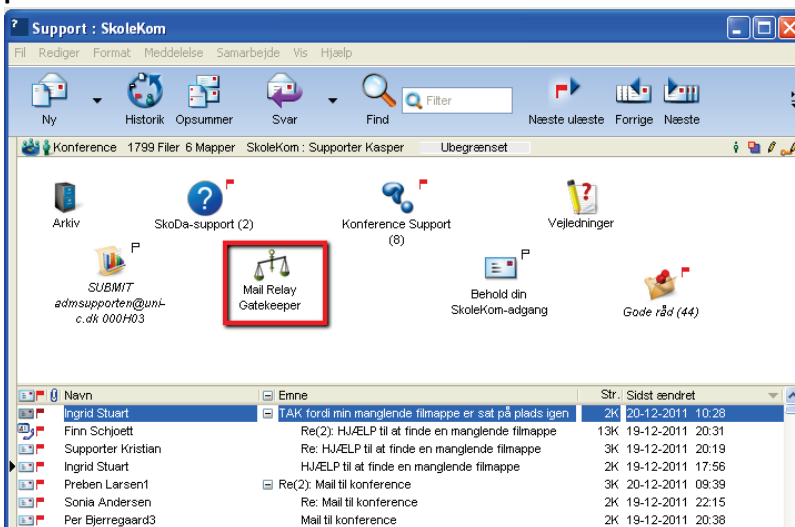 Support : SkoleKom
Fil Rediger Format Meddelelse Samarbejde Vis Hjælp
Filter
Ny Historik Opsummer Svar Find Næste ulæste Forrige Næste
Konference 1799 Filer 6 Mapper SkoleKom : Supporter Kasper Ubegrænset
Arkiv SkoDa-support (2) Konference Support Vejledninger
(8)
SUBMIT
admsupporten@uni-
c.dk 000H03
Mail Relay
Gatekeeper
Behold din
SkoleKom-adgang
Gode råd (44)
Navn Emne Str. Sidst ændret
Ingrid Stuart TAK fordi min manglende filmappe er sat på plads igen 2K 20-12-2011 10:28
Finn Schjoett Re(2): HJÆLP til at finde en manglende filmappe 13K 19-12-2011 20:31
Supporter Kristian Re: HJÆLP til at finde en manglende filmappe 3K 19-12-2011 20:19
Ingrid Stuart HJÆLP til at finde en manglende filmappe 2K 19-12-2011 17:56
Preben Larsen1 Re(2): Mail til konference 3K 20-12-2011 09:39
Sonia Andersen Re: Mail til konference 2K 19-12-2011 22:15
Per Bjerregaard3 Mail til konference 2K 19-12-2011 20:38